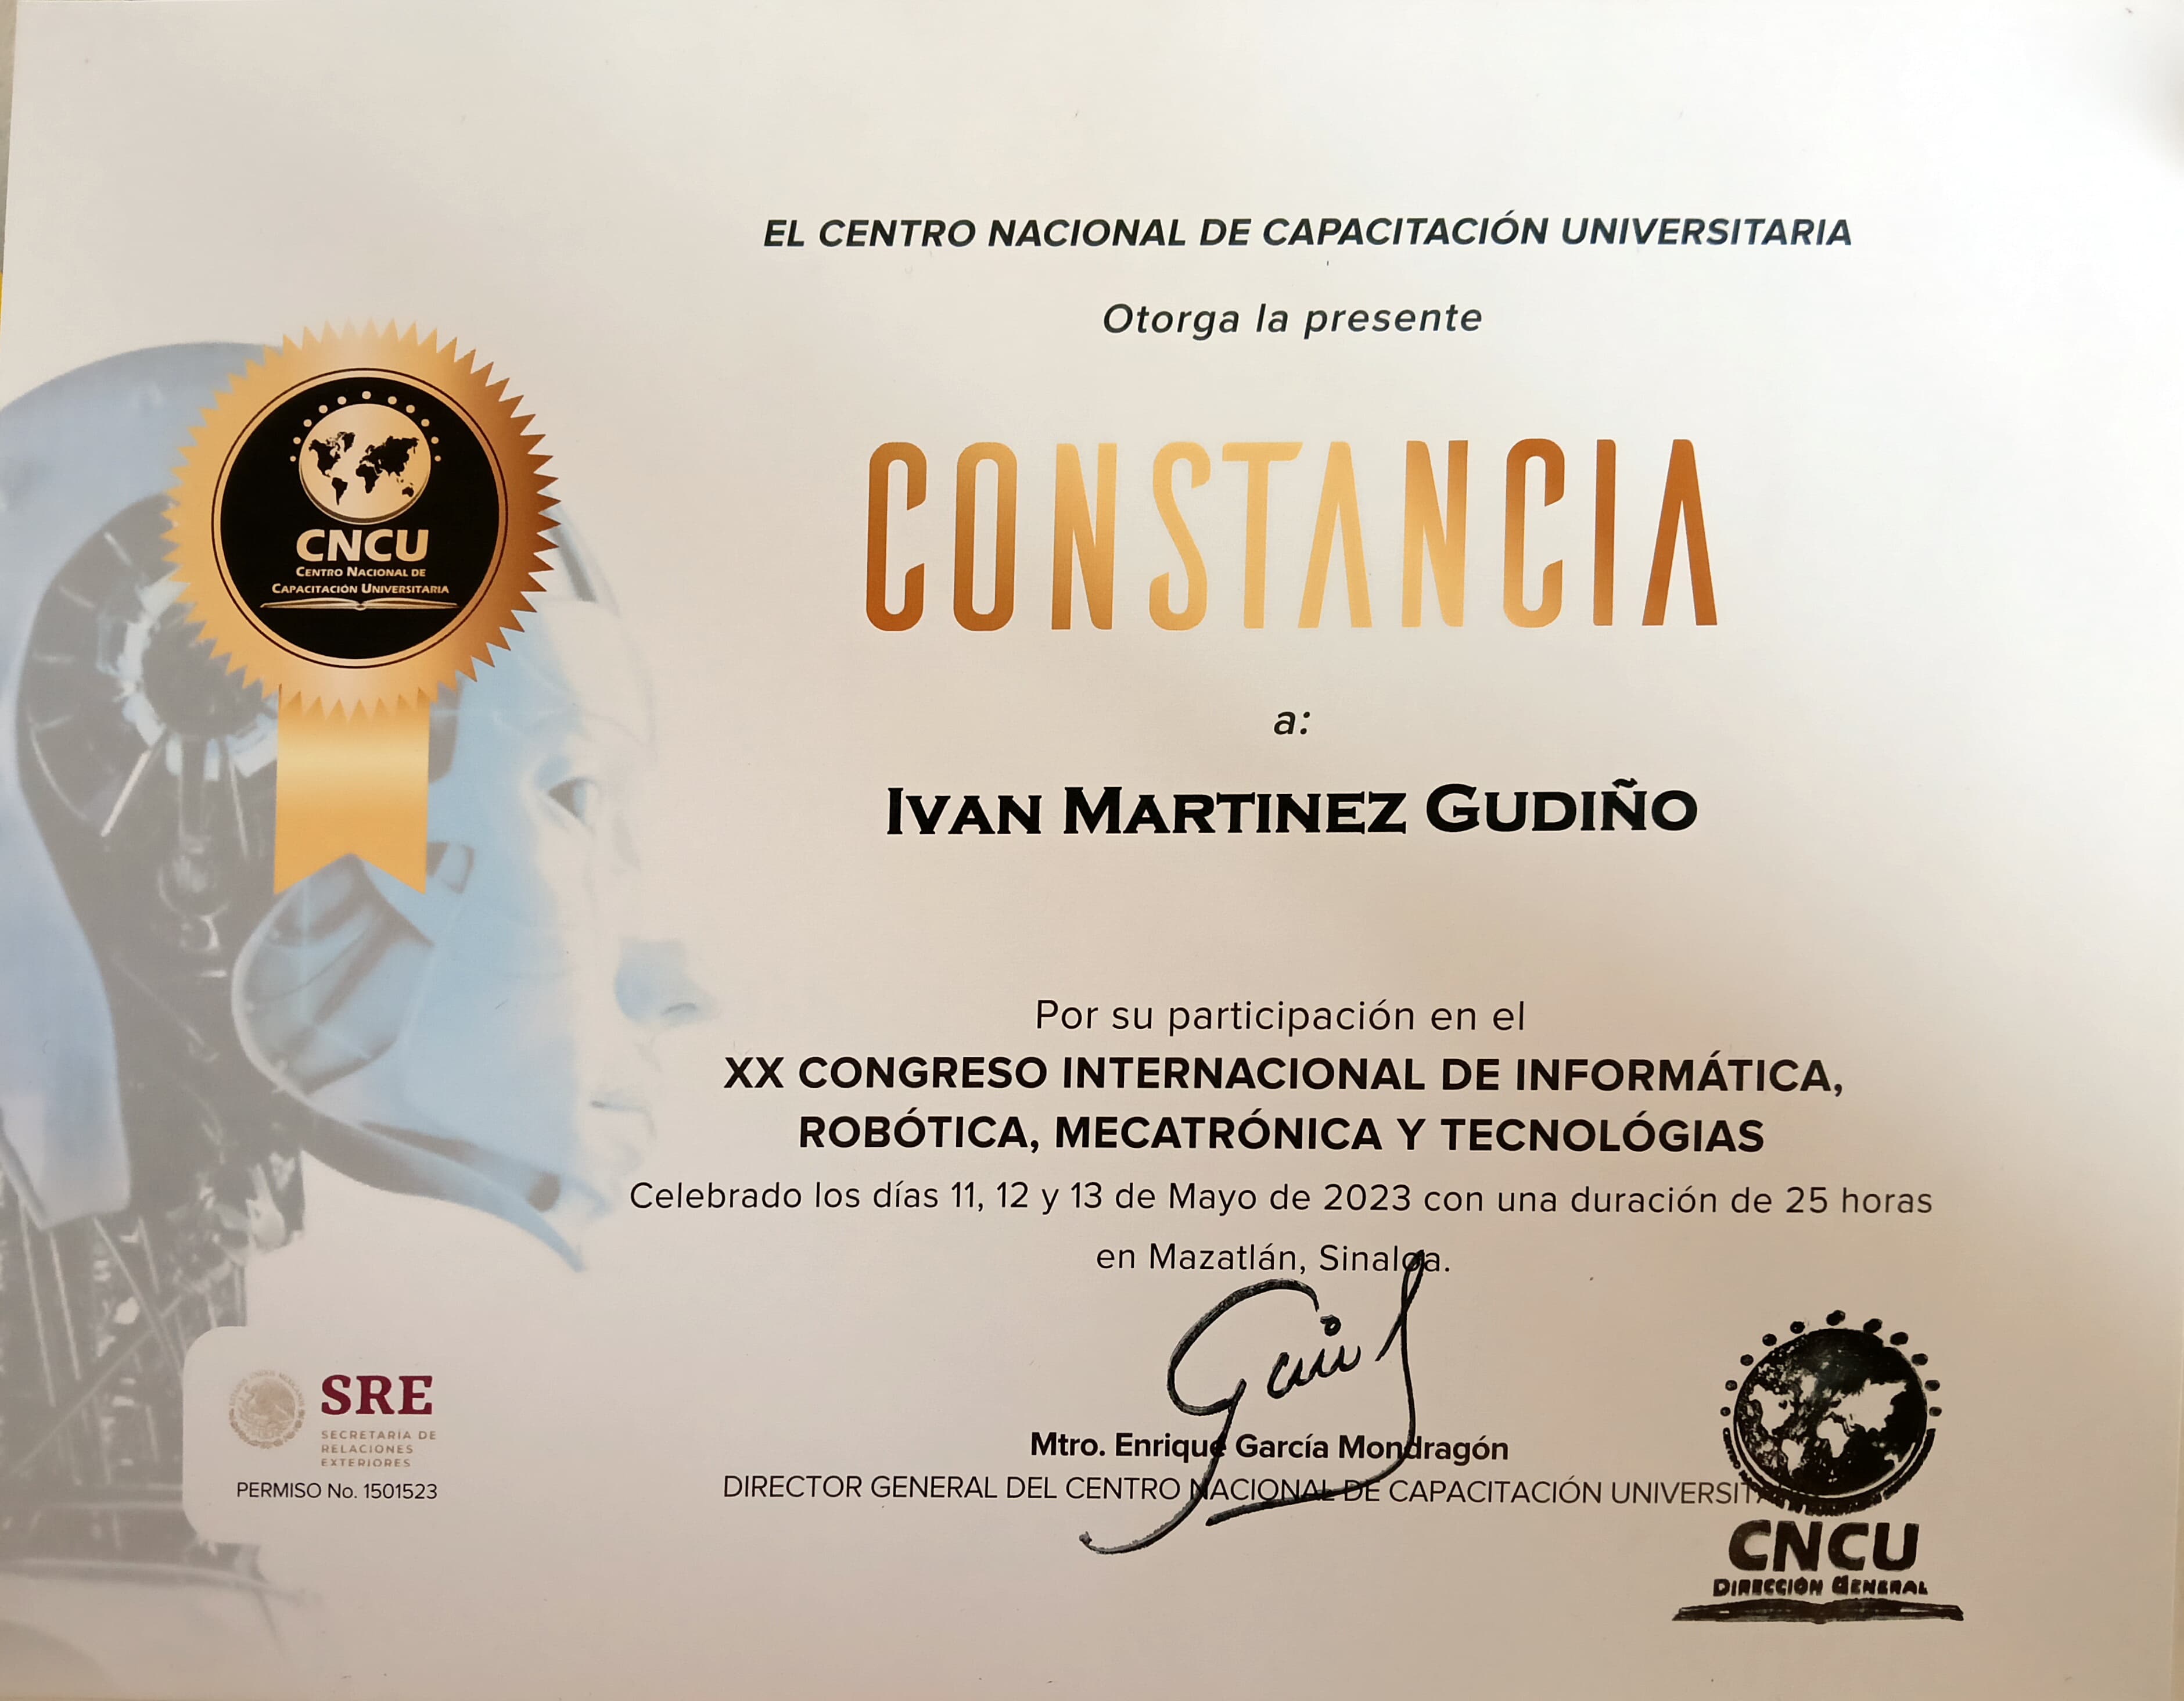 EL CENTRO NACIONAL DE CAPACITACIÓN UNIVERSITARIA
Otorga la presente
CONSTANCIA
a:
IVAN MARTINEZ GUDIÑO
Por su participación en el
XX CONGRESO INTERNACIONAL DE INFORMÁTICA,
ROBÓTICA, MECATRÓNICA Y TECNOLÓGIAS
Celebrado los días 11, 12 y 13 de Mayo de 2023 con una duración de 25 horas
en Mazatlán, Sinaloa.
Mtro. Enrique García Mondragón
DIRECTOR GENERAL DEL CENTRO NACIONAL DE CAPACITACIÓN
CNCU
CENTRO NACIONAL DE
CAPACITACIÓN UNIVERSITARIA
SRE
SECRETARÍA DE
RELACIONES
EXTERIORES
PERMISO No. 1501523
CNCU
DIRECCIÓN GENERAL